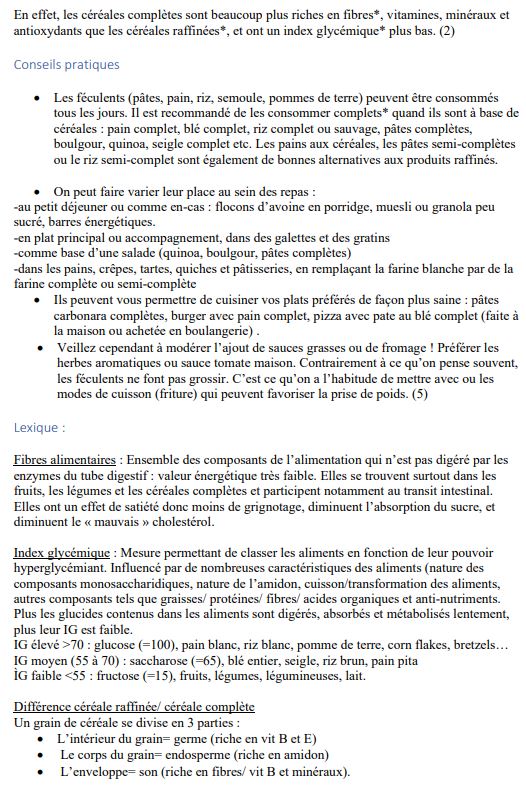 En effet, les céréales complètes sont beaucoup plus riches en fibres*, vitamines, minéraux et
antioxydants que les céréales raffinées*, et ont un index glycémique* plus bas. (2)
Conseils pratiques
• Les féculents (pâtes, pain, riz, semoule, pommes de terre) peuvent être consommés
tous les jours. Il est recommandé de les consommer complets* quand ils sont à base de
céréales : pain complet, blé complet, riz complet ou sauvage, pâtes complètes,
boulgour, quinoa, seigle complet etc. Les pains aux céréales, les pâtes semi-complètes
ou le riz semi-complet sont également de bonnes alternatives aux produits raffinés.
• On peut faire varier leur place au sein des repas :
-au petit déjeuner ou comme en-cas : flocons d’avoine en porridge, muesli ou granola peu
sucré, barres énergétiques.
-en plat principal ou accompagnement, dans des galettes et des gratins
-comme base d’une salade (quinoa, boulgour, pâtes complètes)
-dans les pains, crêpes, tartes, quiches et pâtisseries, en remplaçant la farine blanche par de la
farine complète ou semi-complète
• Ils peuvent vous permettre de cuisiner vos plats préférés de façon plus saine : pâtes
carbonara complètes, burger avec pain complet, pizza avec pate au blé complet (faite à
la maison ou achetée en boulangerie) .
• Veillez cependant à modérer l’ajout de sauces grasses ou de fromage ! Préférer les
herbes aromatiques ou sauce tomate maison. Contrairement à ce qu’on pense souvent,
les féculents ne font pas grossir. C’est ce qu’on a l’habitude de mettre avec ou les
modes de cuisson (friture) qui peuvent favoriser la prise de poids. (5)
Lexique :
Fibres alimentaires : Ensemble des composants de l’alimentation qui n’est pas digéré par les
enzymes du tube digestif : valeur énergétique très faible. Elles se trouvent surtout dans les
fruits, les légumes et les céréales complètes et participent notamment au transit intestinal.
Elles ont un effet de satiété donc moins de grignotage, diminuent l’absorption du sucre, et
diminuent le « mauvais » cholestérol.
Index glycémique : Mesure permettant de classer les aliments en fonction de leur pouvoir
hyperglycémiant. Influencé par de nombreuses caractéristiques des aliments (nature des
composants monosaccharidiques, nature de l’amidon, cuisson/transformation des aliments,
autres composants tels que graisses/ protéines/ fibres/ acides organiques et anti-nutriments.
Plus les glucides contenus dans les aliments sont digérés, absorbés et métabolisés lentement,
plus leur IG est faible.
IG élevé >70 : glucose (=100), pain blanc, riz blanc, pomme de terre, corn flakes, bretzels…
IG moyen (55 à 70) : saccharose (=65), blé entier, seigle, riz brun, pain pita
IG faible <55 : fructose (=15), fruits, légumes, légumineuses, lait.
Différence céréale raffinée/ céréale complète
Un grain de céréale se divise en 3 parties :
• L’intérieur du grain= germe (riche en vit B et E)
• Le corps du grain= endosperme (riche en amidon)
• L’enveloppe= son (riche en fibres/ vit B et minéraux).